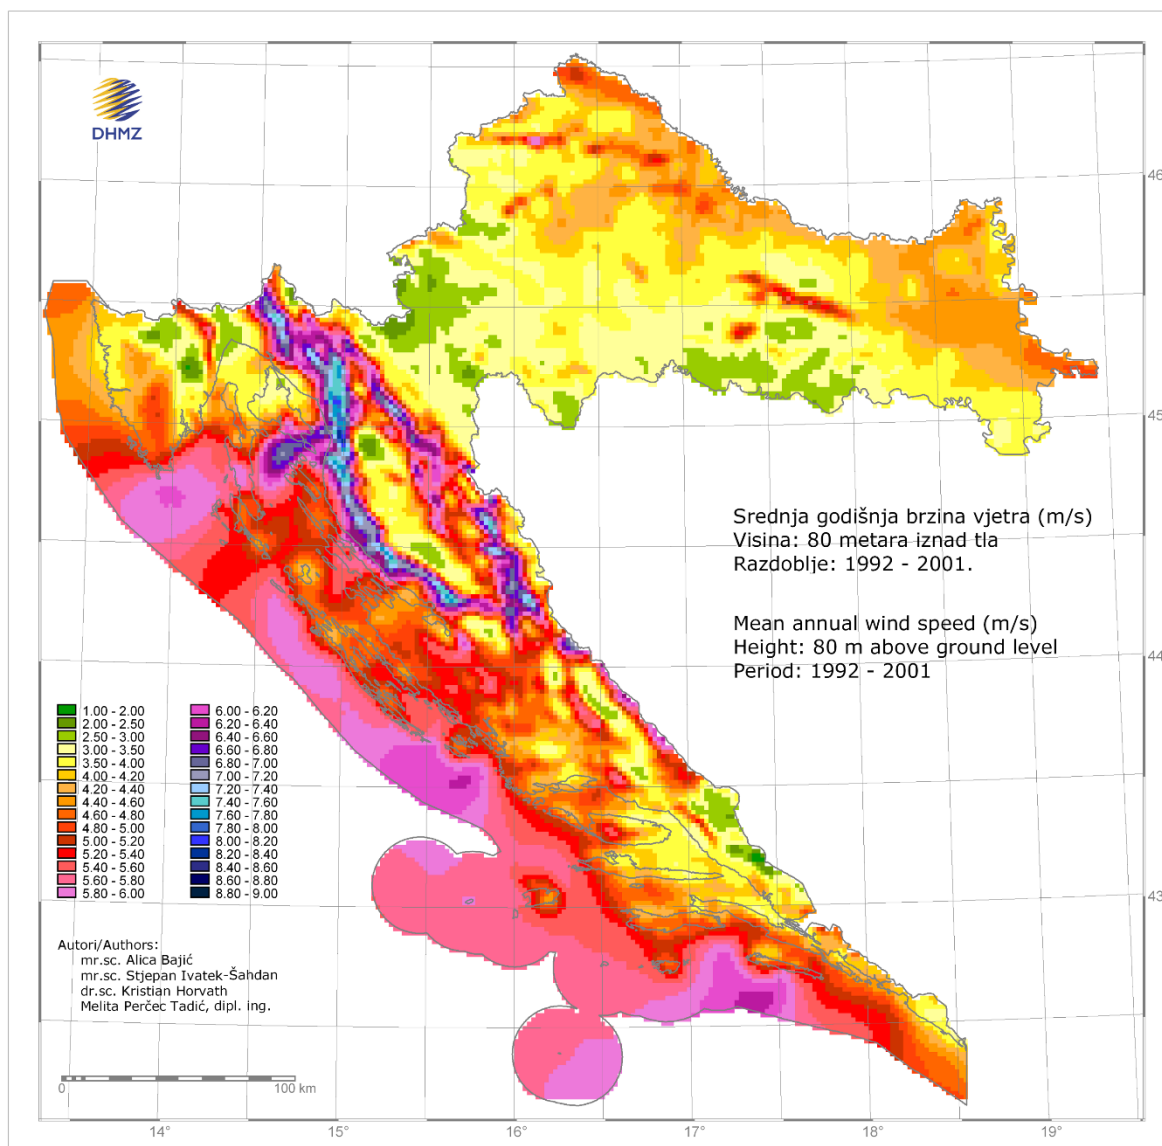 DHMZ
46
45
Srednja godišnja brzina vjetra (m/s)
Visina: 80 metara iznad tla
Razdoblje: 1992 - 2001.
Mean annual wind speed (m/s)
Height: 80 m above ground level
Period: 1992 - 2001
44
1.00 - 2.00
2.00 - 2.50
2.50 - 3.00
3.00 - 3.50
3.50 - 4.00
4.00 - 4.20
4.20 - 4.40
4.40 - 4.60
4.60 - 4.80
4.80 - 5.00
5.00 - 5.20
5.20 - 5.40
5.40 - 5.60
5.60 - 5.80
5.80 - 6.00
6.00 - 6.20
6.20 - 6.40
6.40 - 6.60
6.60 - 6.80
6.80 - 7.00
7.00 - 7.20
7.20 - 7.40
7.40 - 7.60
7.60 - 7.80
7.80 - 8.00
8.00 - 8.20
8.20 - 8.40
8.40 - 8.60
8.60 - 8.80
8.80 - 9.00
43
Autori/Authors:
mr.sc. Alica Bajić
mr.sc. Stjepan Ivatek-Šahdan
dr.sc. Kristian Horvath
Melita Perčec Tadić, dipl. ing.
0 100 km
14° 15° 16° 17° 18° 19°